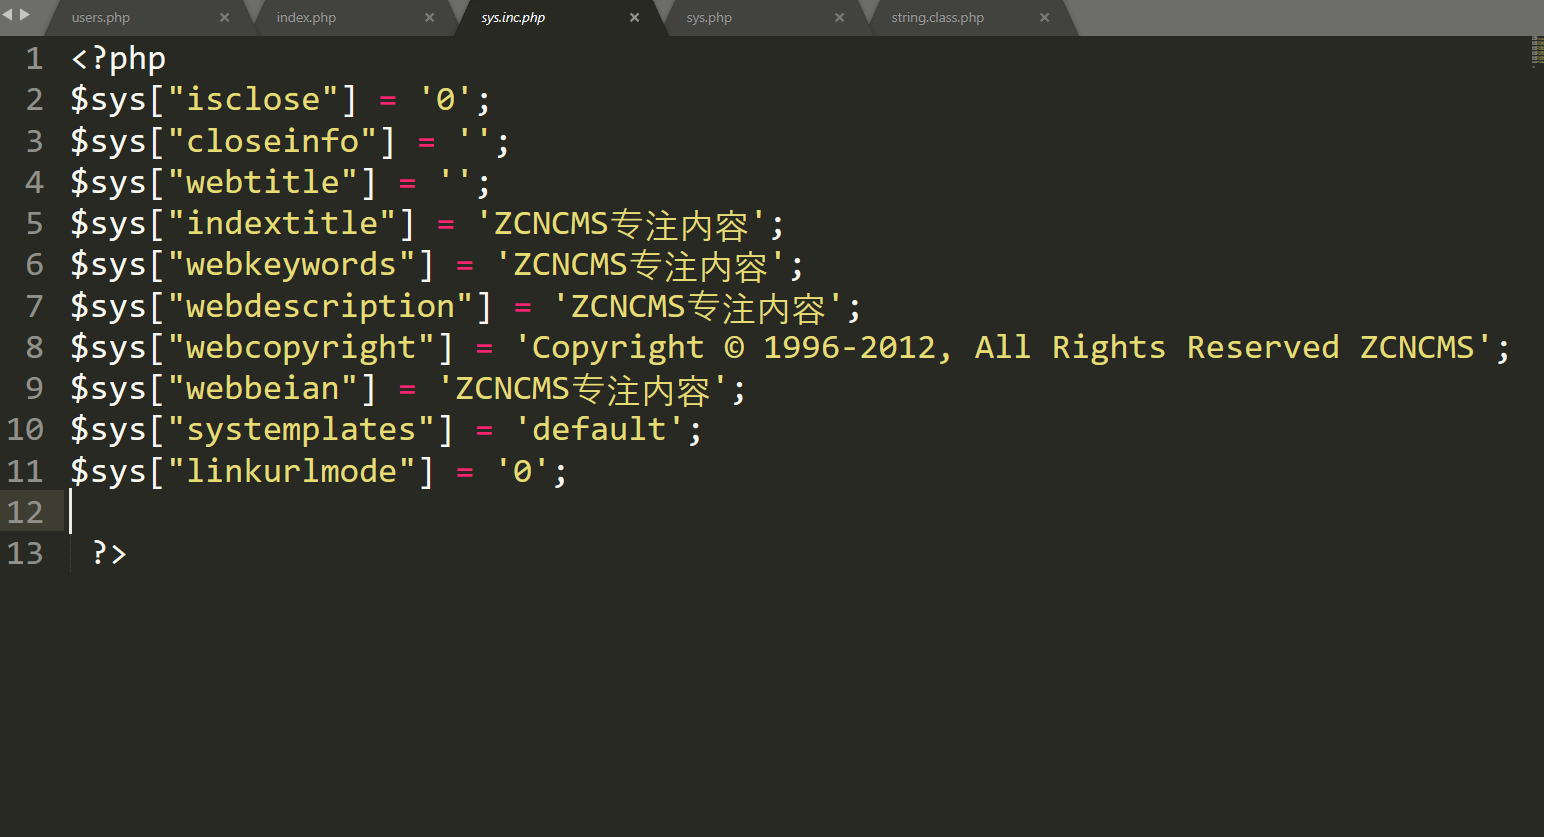 users.php × index.php × sys.inc.php × sys.php × string.class.php ×
1 <?php
2 $sys["isclose"] = '0';
3 $sys["closeinfo"] = '';
4 $sys["webtitle"] = '';
5 $sys["indextitle"] = 'ZCNCMS专注内容';
6 $sys["webkeywords"] = 'ZCNCMS专注内容';
7 $sys["webdescription"] = 'ZCNCMS专注内容';
8 $sys["webcopyright"] = 'Copyright © 1996-2012, All Rights Reserved ZCNCMS';
9 $sys["webbeian"] = 'ZCNCMS专注内容';
10 $sys["systemplates"] = 'default';
11 $sys["linkurlmode"] = '0';
12
13 ?>